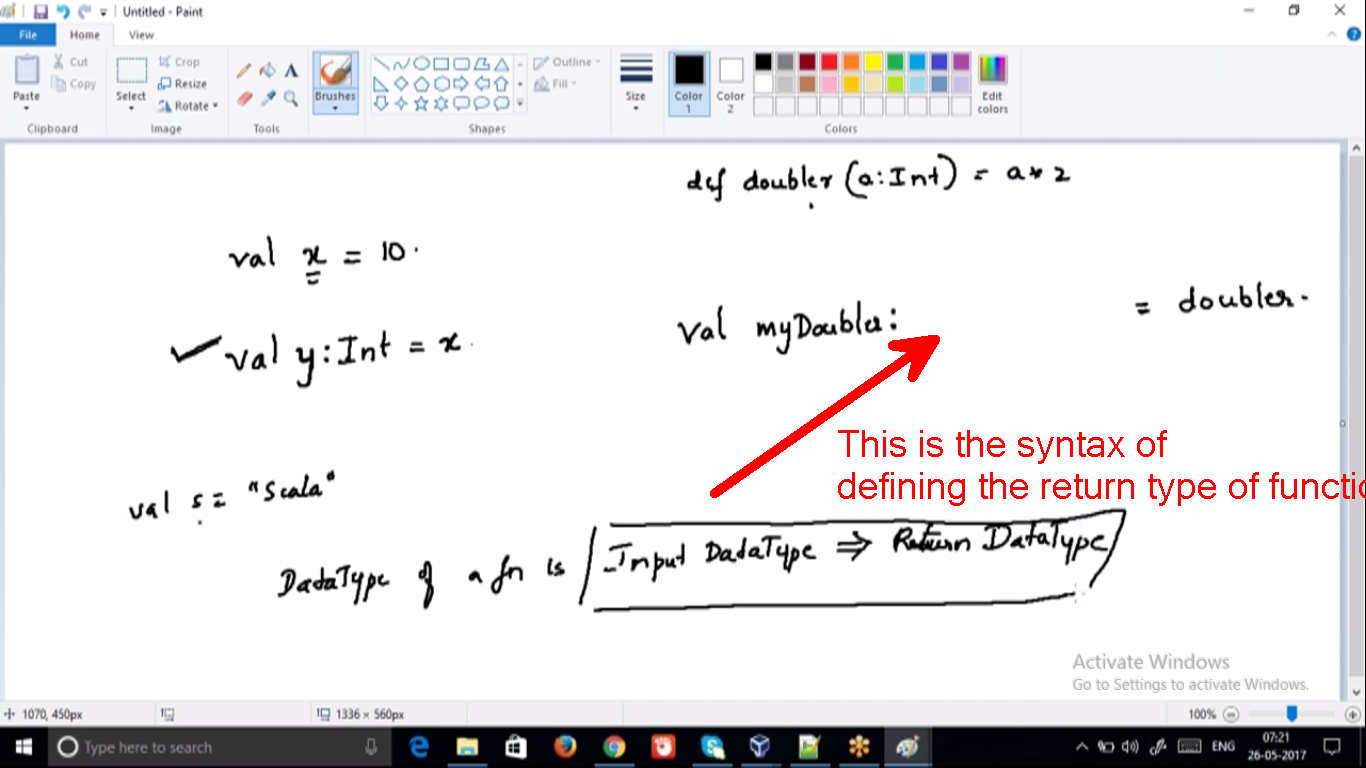 Untitled - Paint
File Home View
Paste
Cut
Copy
Clipboard
Select
Crop
Resize
Rotate
Image
A
Tools
Brushes
Outline
Fill
Shapes
Size
Color 1
Color 2
Edit colors
Colors
def doubler (a:Int) = a * 2
val x = 10
val y:Int = x
val myDoubler: = doubler
This is the syntax of
defining the return type of functio
val s = "Scala"
DataType of a fn is Input DataType ⇒ Return DataType
Activate Windows
Go to Settings to activate Windows.
1070, 450px
1336 × 560px
100%
Type here to search
ENG
07:21
26-05-2017